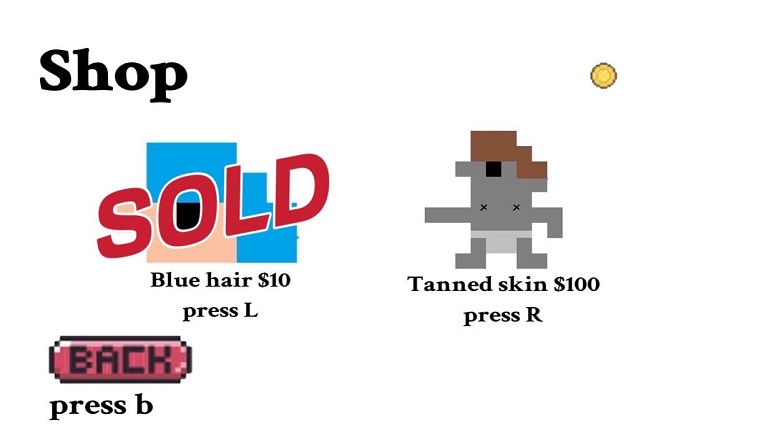 Shop
SOLD
Blue hair $10
press L
Tanned skin $100
press R
BACK
press b